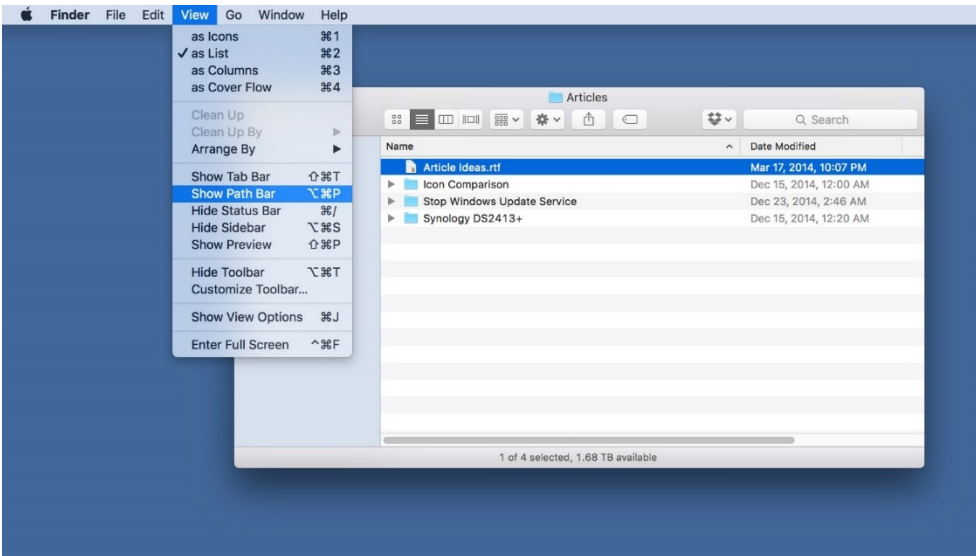 Finder File Edit View Go Window Help
as Icons ⌘1
✓ as List ⌘2
as Columns ⌘3
as Cover Flow ⌘4
Clean Up
Clean Up By ▶
Arrange By ▶
Show Tab Bar ⇧⌘T
Show Path Bar ⌥⌘P
Hide Status Bar ⌘/
Hide Sidebar ⌥⌘S
Show Preview ⇧⌘P
Hide Toolbar ⌥⌘T
Customize Toolbar...
Show View Options ⌘J
Enter Full Screen ^⌘F
Articles
Search
Name Date Modified
Article Ideas.rtf Mar 17, 2014, 10:07 PM
Icon Comparison Dec 15, 2014, 12:00 AM
Stop Windows Update Service Dec 23, 2014, 2:46 AM
Synology DS2413+ Dec 15, 2014, 12:20 AM
1 of 4 selected, 1.68 TB available